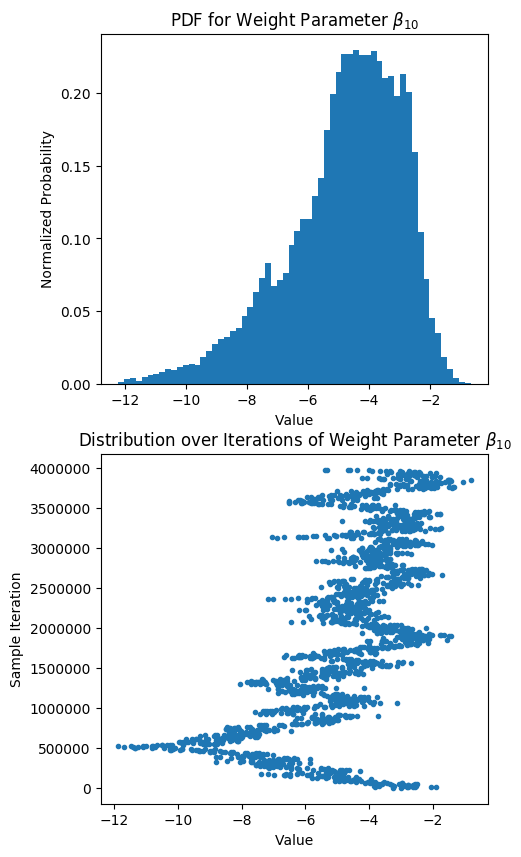 PDF for Weight Parameter β10
Normalized Probability
0.20
0.15
0.10
0.05
0.00
−12 −10 −8 −6 −4 −2
Value
Distribution over Iterations of Weight Parameter β10
Sample Iteration
4000000
3500000
3000000
2500000
2000000
1500000
1000000
500000
0
−12 −10 −8 −6 −4 −2
Value